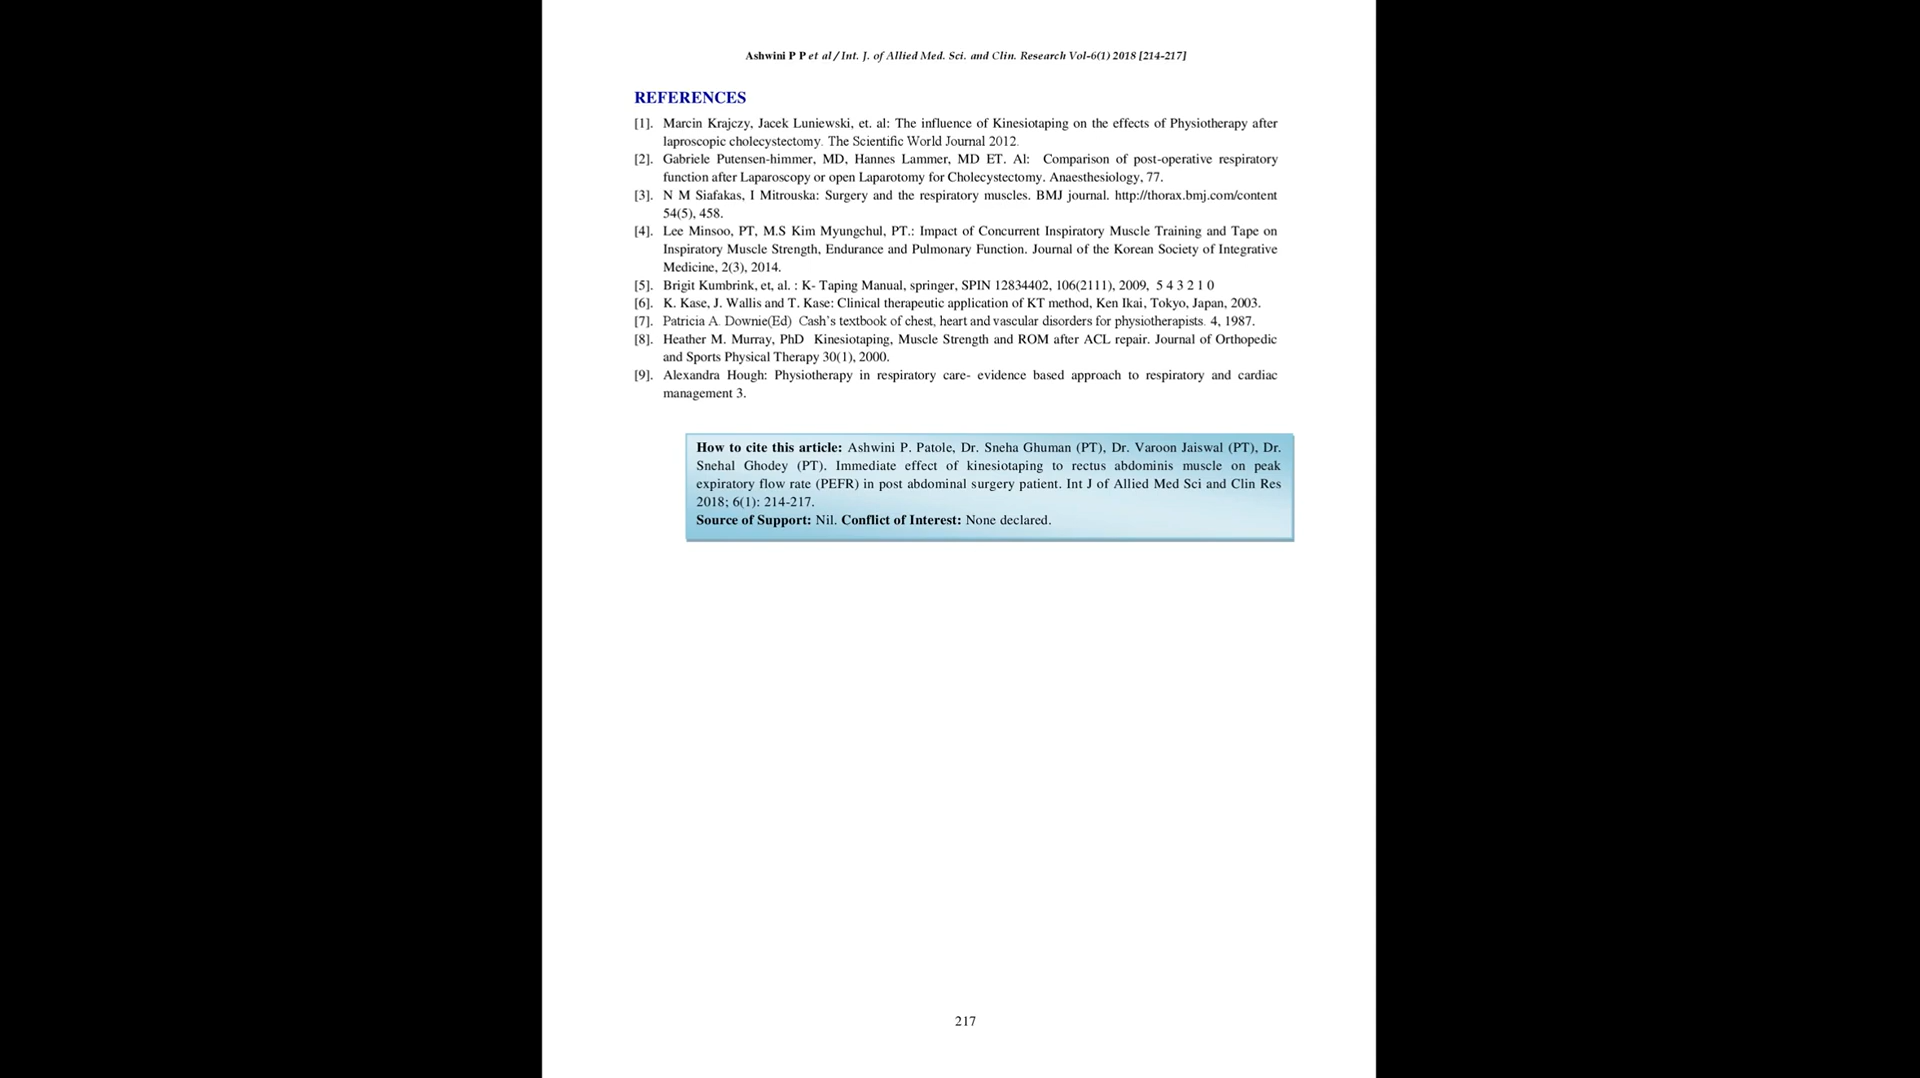 Ashwini P P et al / Int. J. of Allied Med. Sci. and Clin. Research Vol-6(1) 2018 [214-217]
REFERENCES
[1]. Marcin Krajczy, Jacek Luniewski, et. al: The influence of Kinesiotaping on the effects of Physiotherapy after
laproscopic cholecystectomy. The Scientific World Journal 2012.
[2]. Gabriele Putensen-himmer, MD, Hannes Lammer, MD ET. Al: Comparison of post-operative respiratory
function after Laparoscopy or open Laparotomy for Cholecystectomy. Anaesthesiology, 77.
[3]. N M Siafakas, I Mitrouska: Surgery and the respiratory muscles. BMJ journal. http://thorax.bmj.com/content
54(5), 458.
[4]. Lee Minsoo, PT, M.S Kim Myungchul, PT.: Impact of Concurrent Inspiratory Muscle Training and Tape on
Inspiratory Muscle Strength, Endurance and Pulmonary Function. Journal of the Korean Society of Integrative
Medicine, 2(3), 2014.
[5]. Brigit Kumbrink, et, al. : K- Taping Manual, springer, SPIN 12834402, 106(2111), 2009, 5 4 3 2 1 0
[6]. K. Kase, J. Wallis and T. Kase: Clinical therapeutic application of KT method, Ken Ikai, Tokyo, Japan, 2003.
[7]. Patricia A. Downie(Ed) Cash's textbook of chest, heart and vascular disorders for physiotherapists. 4, 1987.
[8]. Heather M. Murray, PhD Kinesiotaping, Muscle Strength and ROM after ACL repair. Journal of Orthopedic
and Sports Physical Therapy 30(1), 2000.
[9]. Alexandra Hough: Physiotherapy in respiratory care- evidence based approach to respiratory and cardiac
management 3.
How to cite this article: Ashwini P. Patole, Dr. Sneha Ghuman (PT), Dr. Varoon Jaiswal (PT), Dr.
Snehal Ghodey (PT). Immediate effect of kinesiotaping to rectus abdominis muscle on peak
expiratory flow rate (PEFR) in post abdominal surgery patient. Int J of Allied Med Sci and Clin Res
2018; 6(1): 214-217.
Source of Support: Nil. Conflict of Interest: None declared.
217